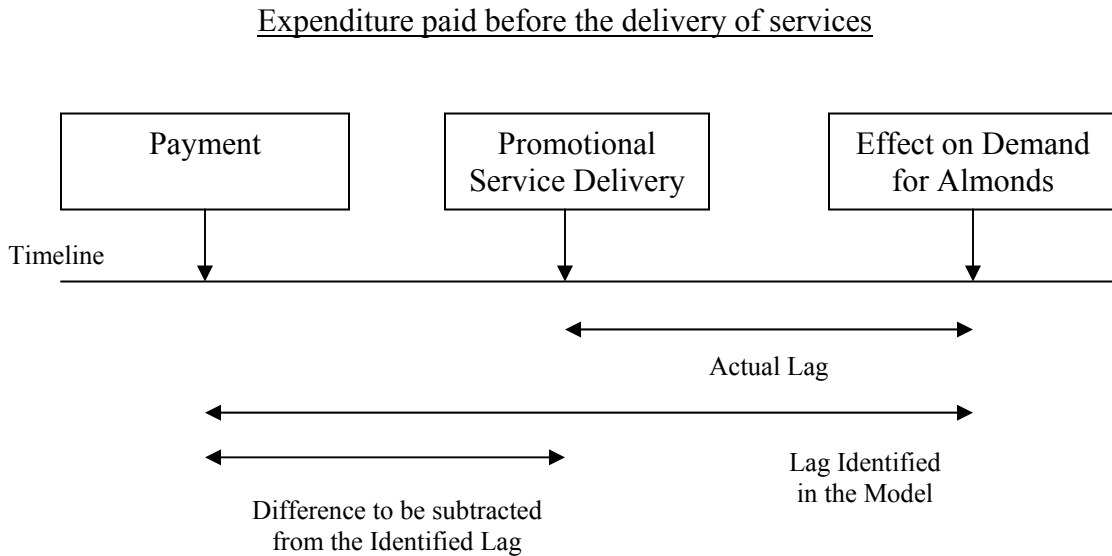 Expenditure paid before the delivery of services
Payment
Promotional
Service Delivery
Effect on Demand
for Almonds
Timeline
Actual Lag
Lag Identified
in the Model
Difference to be subtracted
from the Identified Lag